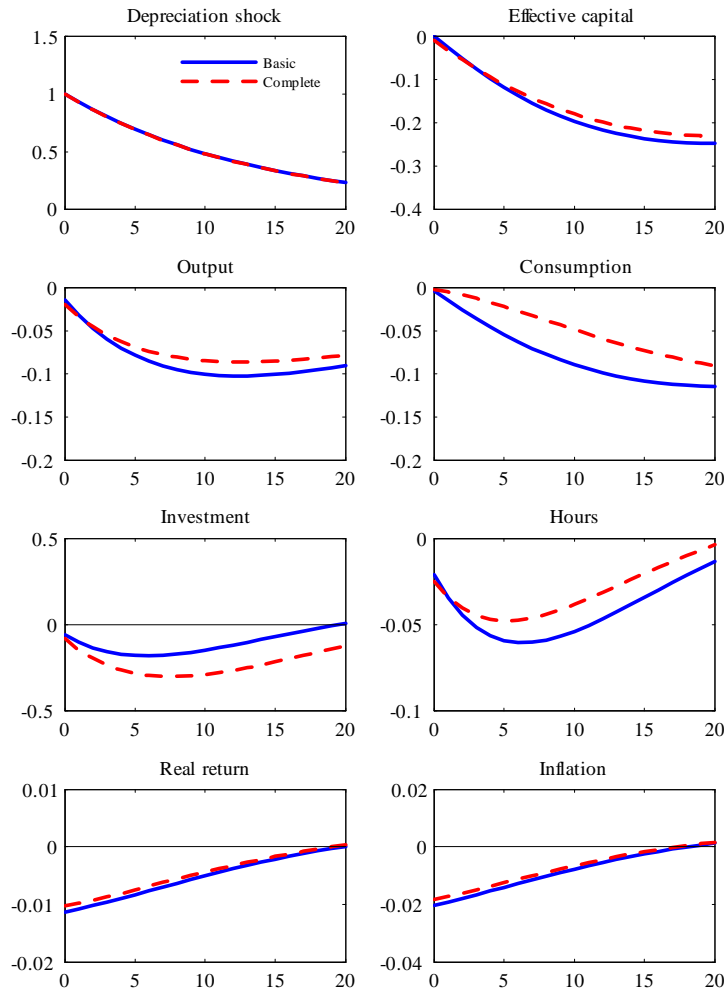 Depreciation shock
1.5
1
0.5
0
0 5 10 15 20
Basic
Complete
Effective capital
0
-0.1
-0.2
-0.3
-0.4
0 5 10 15 20
Output
0
-0.05
-0.1
-0.15
-0.2
0 5 10 15 20
Consumption
0
-0.05
-0.1
-0.15
-0.2
0 5 10 15 20
Investment
0.5
0
-0.5
0 5 10 15 20
Hours
0
-0.05
-0.1
0 5 10 15 20
Real return
0.01
0
-0.01
-0.02
0 5 10 15 20
Inflation
0.02
0
-0.02
-0.04
0 5 10 15 20